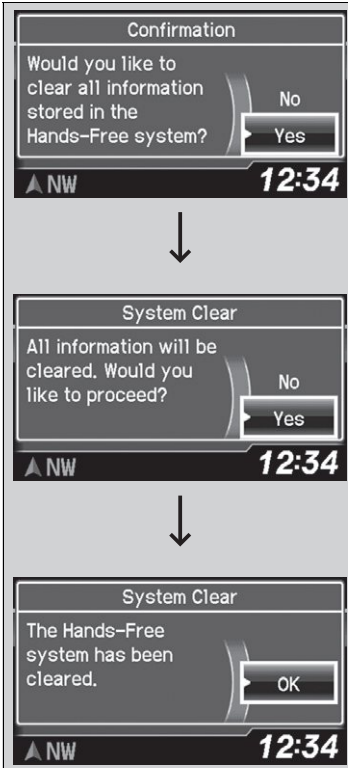 Confirmation
Would you like to
clear all information
stored in the
Hands-Free system?
No
Yes
NW
12:34
System Clear
All information will be
cleared. Would you
like to proceed?
No
Yes
NW
12:34
System Clear
The Hands-Free
system has been
cleared.
OK
NW
12:34